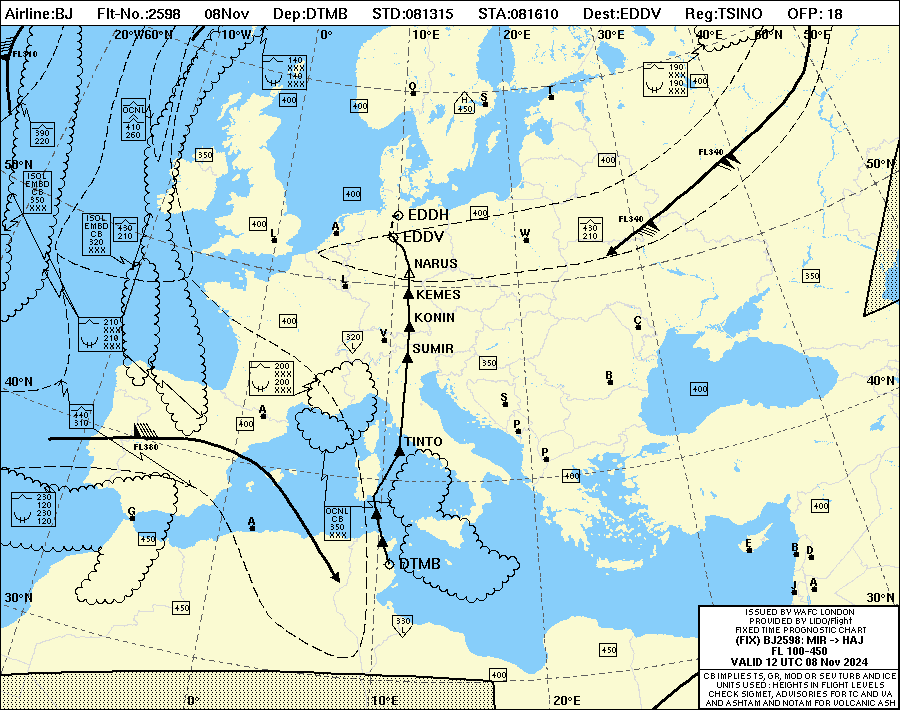 Airline:BJ Flt-No.:2598 08Nov Dep:DTMB STD:081315 STA:081610 Dest:EDDV Reg:TSINO OFP: 18
20°W60°N 10°W 0° 10°E 20°E 30°E 40°E 50°N 50°E
FL310
140
XXX
140
XXX
400
190
XXX
190
XXX
400
OCNL
410
260
400
O
S
H
450
T
390
220
350
FL340
400
50°N
50°N
ISOL
EMBD
CB
350
XXX
400
ISOL
EMBD
CB
320
XXX
430
210
400
L
A
EDDH
EDDV
400
W
FL340
430
210
NARUS
L
350
KEMES
210
XXX
210
XXX
400
KONIN
C
320
L
V
SUMIR
350
200
XXX
200
XXX
B
400
40°N
40°N
440
310
A
400
S
P
FL380
TINTO
P
400
230
120
230
120
G
450
A
OCNL
CB
350
XXX
400
E
B
D
DTMB
J
A
30°N
30°N
450
330
L
450
400
0° 10°E 20°E
ISSUED BY WAFC LONDON
PROVIDED BY LIDO/Flight
FIXED TIME PROGNOSTIC CHART
(FIX) BJ2598: MIR -> HAJ
FL 100-450
VALID 12 UTC 08 Nov 2024
CB IMPLIES TS, GR, MOD OR SEV TURB AND ICE
UNITS USED : HEIGHTS IN FLIGHT LEVELS
CHECK SIGMET, ADVISORIES FOR TC AND VA
AND ASHTAM AND NOTAM FOR VOLCANIC ASH